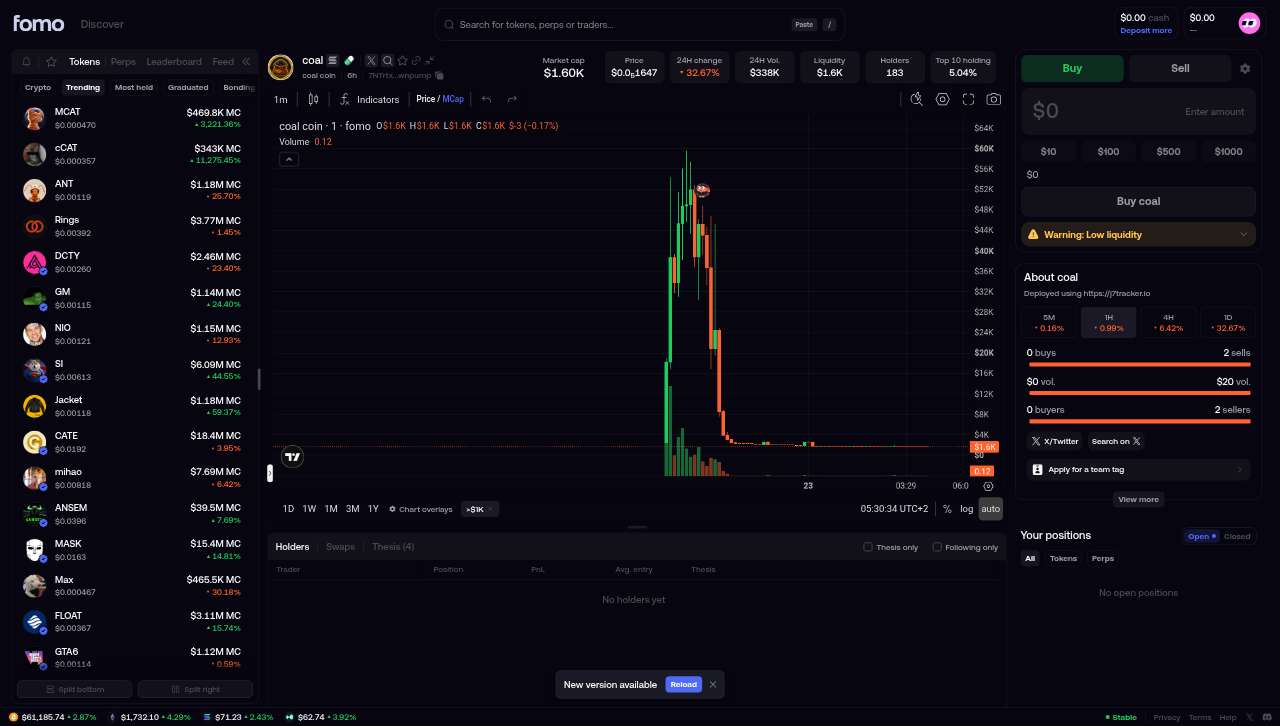 fomo Discover
Search for tokens, perps or traders... Paste /
$0.00 cash
Deposit more
$0.00
—
Tokens Perps Leaderboard Feed
Crypto Trending Most held Graduated Bonding
MCAT $469.8K MC
$0.000470 3,221.36%
cCAT $343K MC
$0.000357 11,275.45%
ANT $1.18M MC
$0.00119 25.70%
Rings $3.77M MC
$0.00392 1.45%
DCTY $2.46M MC
$0.00260 23.40%
GM $1.14M MC
$0.00115 24.40%
NIO $1.15M MC
$0.00121 12.93%
SI $6.09M MC
$0.00613 44.55%
Jacket $1.18M MC
$0.00118 59.37%
CATE $18.4M MC
$0.0192 3.95%
mihao $7.69M MC
$0.00818 6.42%
ANSEM $39.5M MC
$0.0396 7.69%
MASK $15.4M MC
$0.0163 14.81%
Max $465.5K MC
$0.000467 30.18%
FLOAT $3.11M MC
$0.00367 15.74%
GTA6 $1.12M MC
$0.00114 0.59%
Split bottom Split right
coal
coal coin 6h 7hTrtx...wnpump
Market cap
$1.60K
Price
$0.0₅1647
24H change
32.67%
24H Vol.
$338K
Liquidity
$1.6K
Holders
183
Top 10 holding
5.04%
1m Indicators Price / MCap
coal coin · 1 · fomo O$1.6K H$1.6K L$1.6K C$1.6K $-3 (−0.17%)
Volume 0.12
$64K
$60K
$56K
$52K
$48K
$44K
$40K
$36K
$32K
$28K
$24K
$20K
$16K
$12K
$8K
$4K
$1.6K
$0
0.12
23 03:29 06:0
1D 1W 1M 3M 1Y Chart overlays >$1K 05:30:34 UTC+2 % log auto
Holders Swaps Thesis (4) Thesis only Following only
Trader Position PnL Avg. entry Thesis
No holders yet
New version available Reload
Buy Sell
$0 Enter amount
$10 $100 $500 $1000
$0
Buy coal
Warning: Low liquidity
About coal
Deployed using https://j7tracker.io
5M 1H 4H 1D
0.16% 0.99% 6.42% 32.67%
0 buys 2 sells
$0 vol. $20 vol.
0 buyers 2 sellers
X/Twitter Search on X
Apply for a team tag
View more
Your positions Open Closed
All Tokens Perps
No open positions
$61,185.74 2.87% $1,732.10 4.29% $71.23 2.43% $62.74 3.92%
Stable Privacy Terms Help